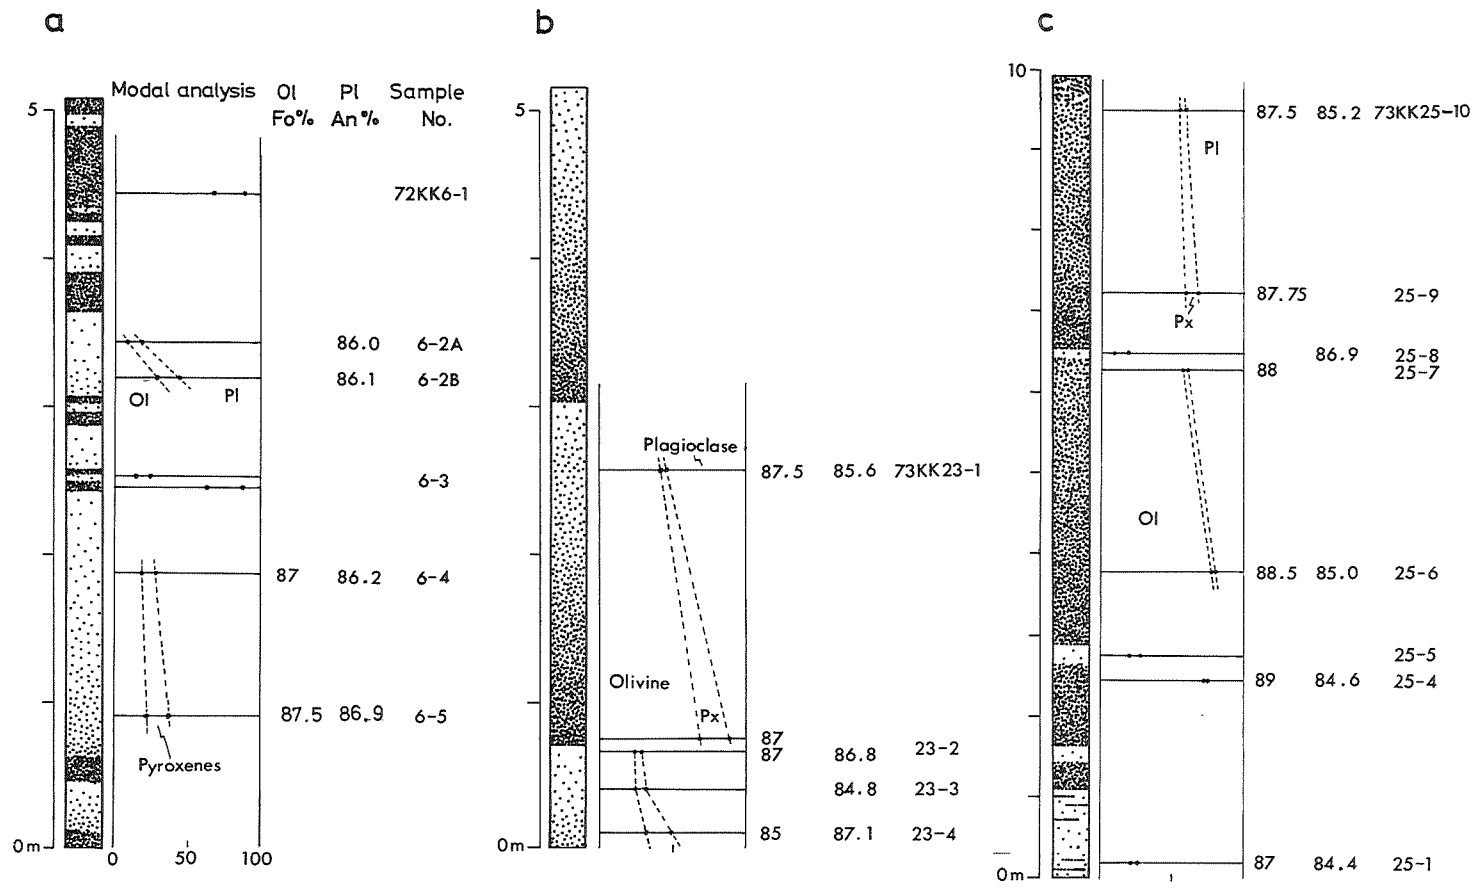 a
Modal analysis Ol Pl Sample
Fo% An% No.
5
72KK6-1
86.0 6-2A
86.1 6-2B
Ol Pl
6-3
87 86.2 6-4
87.5 86.9 6-5
Pyroxenes
0m
0 50 100
b
5
Plagioclase
87.5 85.6 73KK23-1
Olivine
Px
87
87 86.8 23-2
84.8 23-3
85 87.1 23-4
0m
c
10
87.5 85.2 73KK25-10
Pl
87.75 25-9
Px
86.9 25-8
88 25-7
Ol
88.5 85.0 25-6
25-5
89 84.6 25-4
87 84.4 25-1
0m